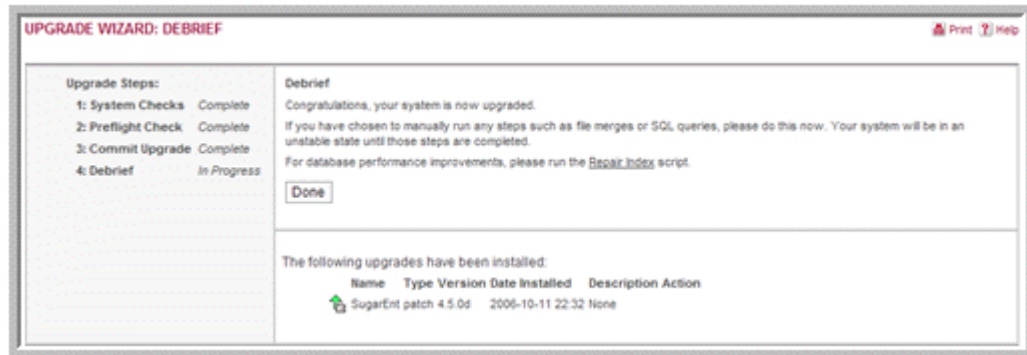 UPGRADE WIZARD: DEBRIEF
Print Help
Upgrade Steps:
1: System Checks Complete
2: Preflight Check Complete
3: Commit Upgrade Complete
4: Debrief In Progress
Debrief
Congratulations, your system is now upgraded.
If you have chosen to manually run any steps such as file merges or SQL queries, please do this now. Your system will be in an
unstable state until those steps are completed.
For database performance improvements, please run the Repair Index script.
Done
The following upgrades have been installed:
Name Type Version Date Installed Description Action
SugarEnt patch 4.5.0d 2006-10-11 22:32 None